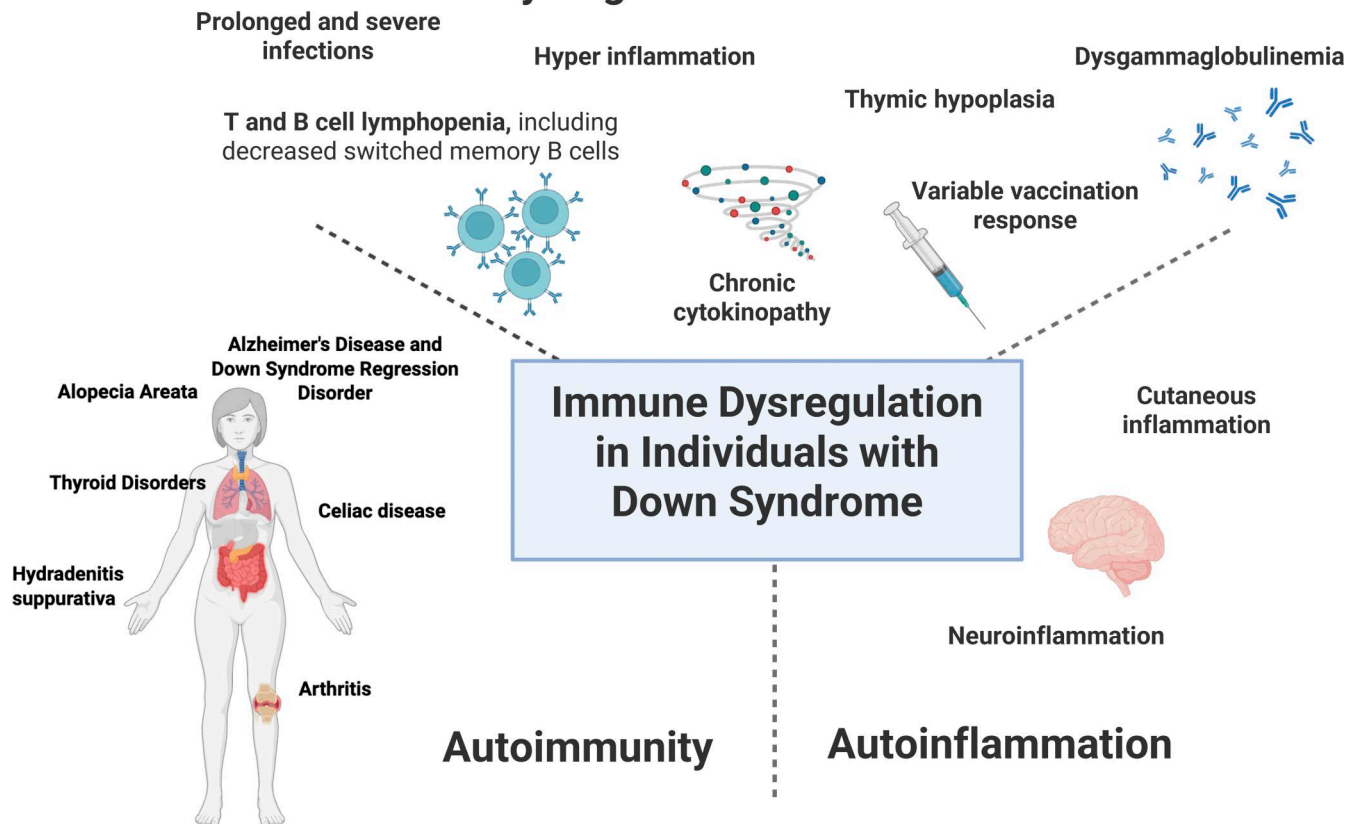 Prolonged and severe
infections
Hyper inflammation
Dysgammaglobulinemia
Thymic hypoplasia
T and B cell lymphopenia, including
decreased switched memory B cells
Variable vaccination
response
Chronic
cytokinopathy
Immune Dysregulation
in Individuals with
Down Syndrome
Alzheimer's Disease and
Down Syndrome Regression
Disorder
Alopecia Areata
Thyroid Disorders
Celiac disease
Hydradenitis
suppurativa
Arthritis
Autoimmunity
Cutaneous
inflammation
Neuroinflammation
Autoinflammation